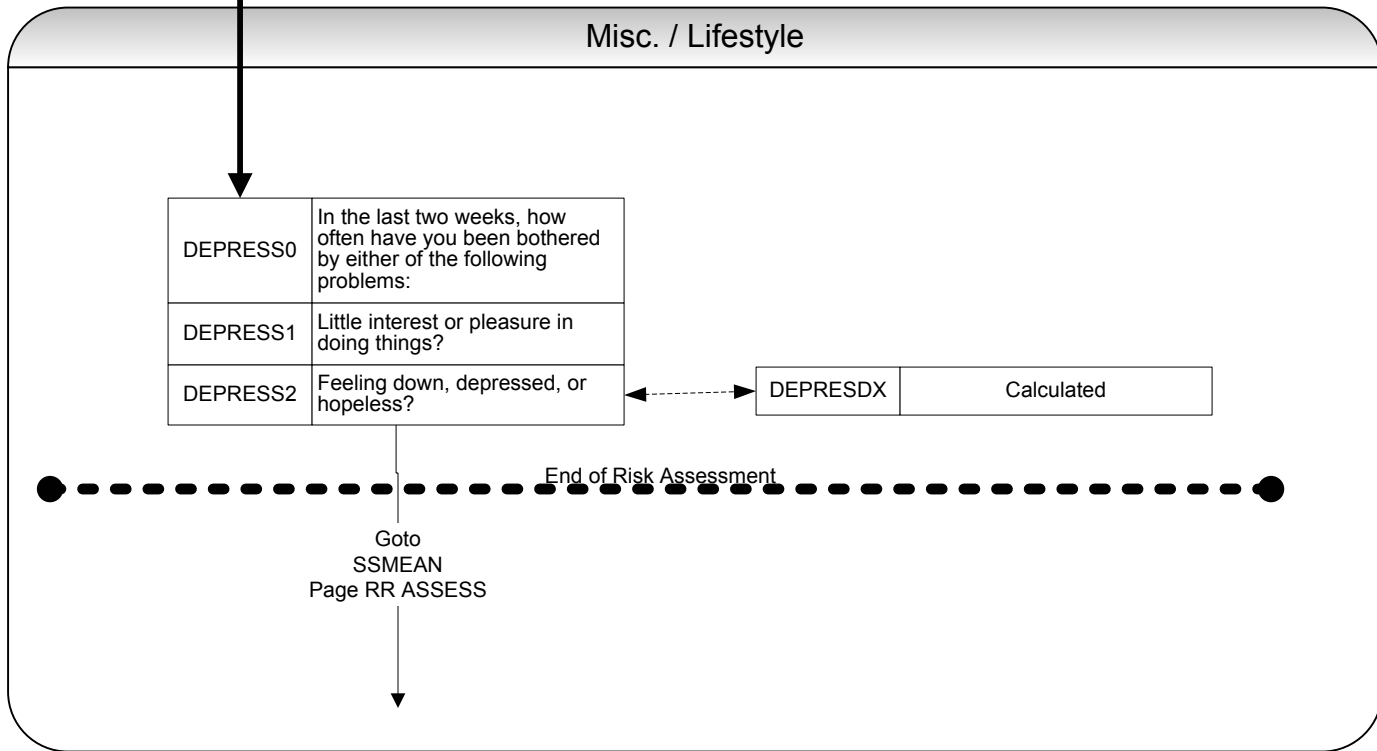 Misc. / Lifestyle
DEPRESS0
In the last two weeks, how
often have you been bothered
by either of the following
problems:
DEPRESS1
Little interest or pleasure in
doing things?
DEPRESS2
Feeling down, depressed, or
hopeless?
DEPRESDX
Calculated
End of Risk Assessment
Goto
SSMEAN
Page RR ASSESS